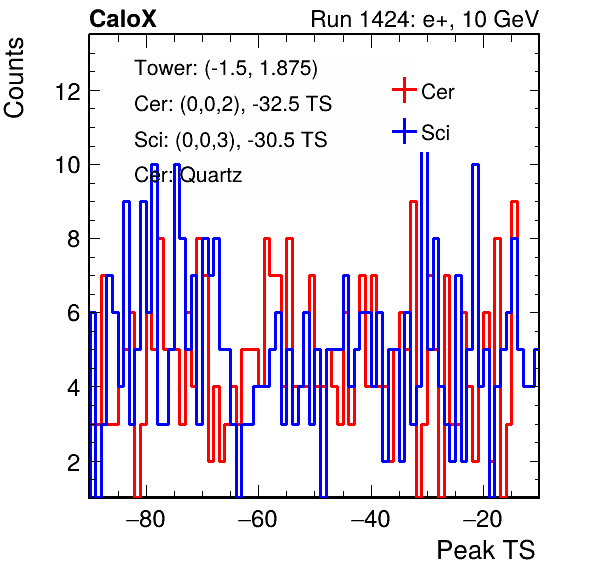 CaloX Run 1424: e+, 10 GeV
Counts
Tower: (-1.5, 1.875)
Cer: (0,0,2), -32.5 TS
Sci: (0,0,3), -30.5 TS
Cer: Quartz
Cer
Sci
12
10
8
6
4
2
−80 −60 −40 −20
Peak TS